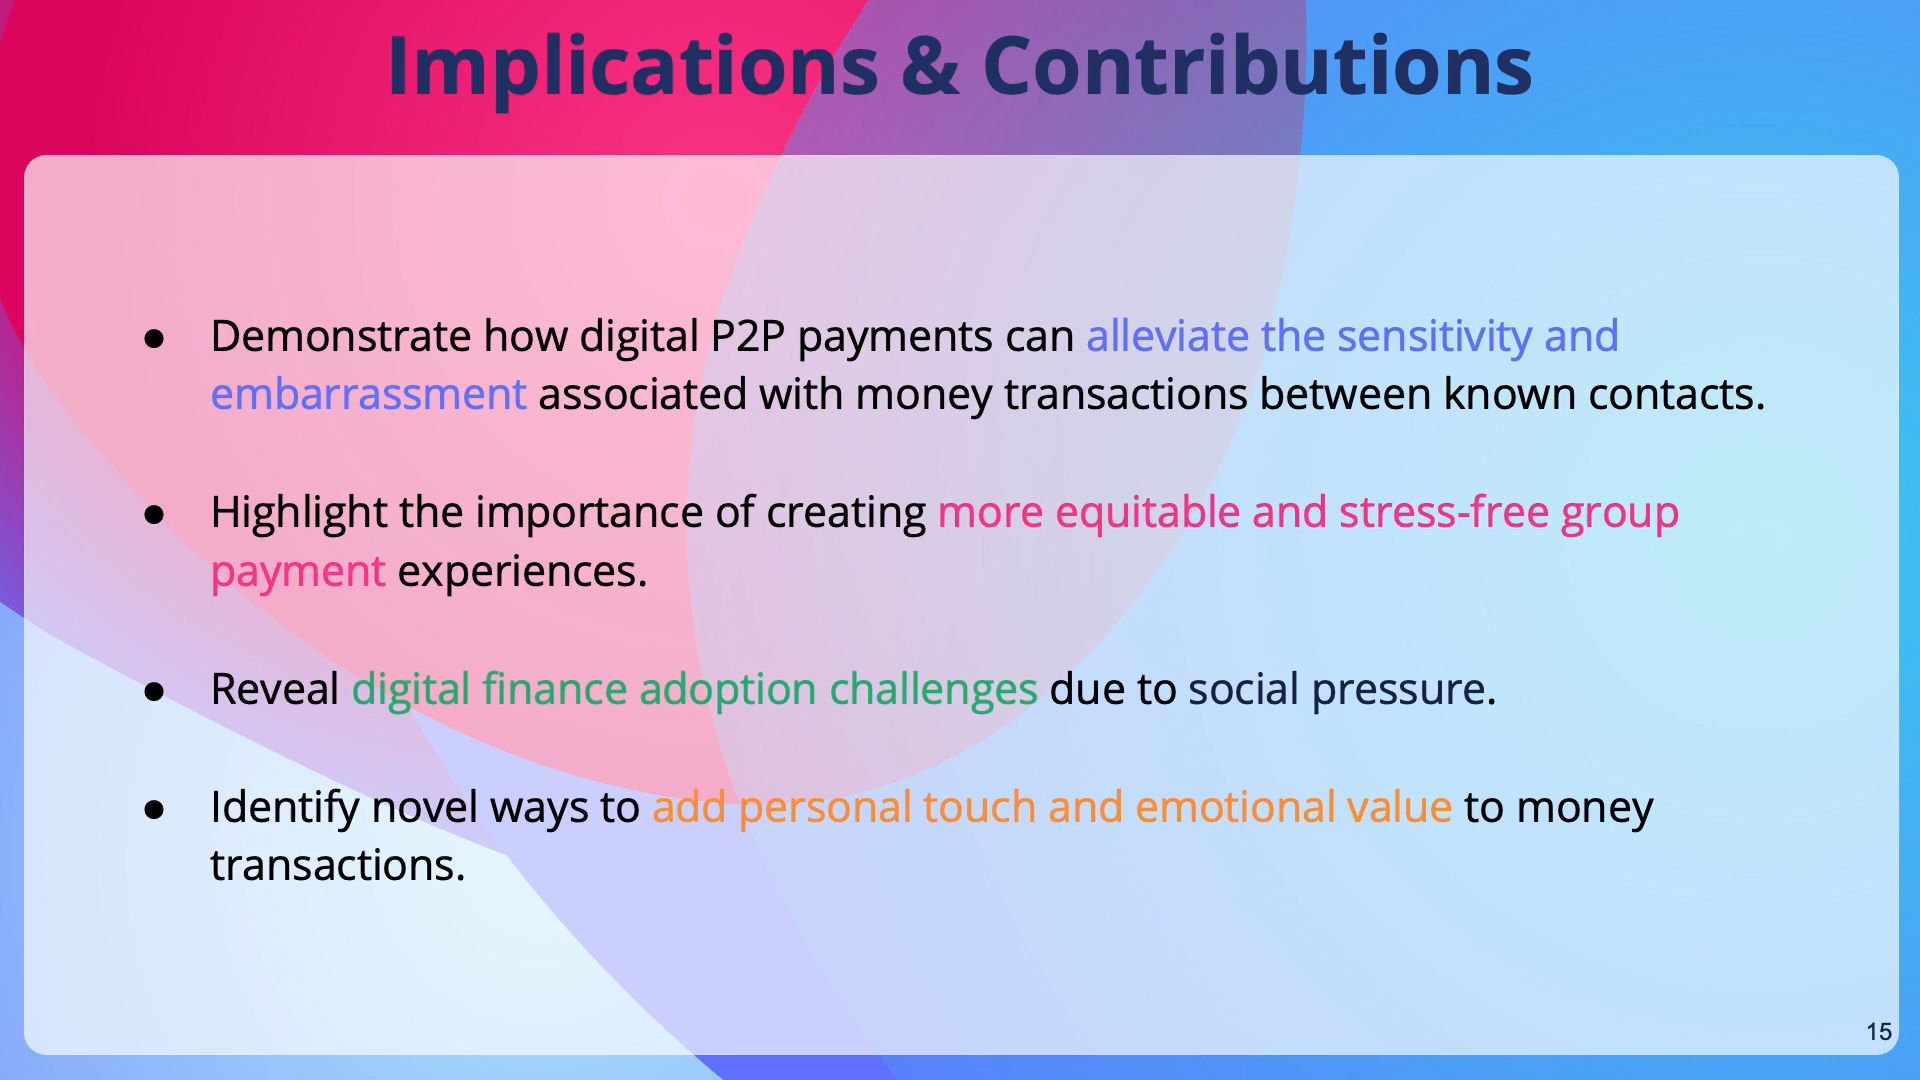 Implications & Contributions
● Demonstrate how digital P2P payments can alleviate the sensitivity and
embarrassment associated with money transactions between known contacts.
● Highlight the importance of creating more equitable and stress-free group
payment experiences.
● Reveal digital finance adoption challenges due to social pressure.
● Identify novel ways to add personal touch and emotional value to money
transactions.
15